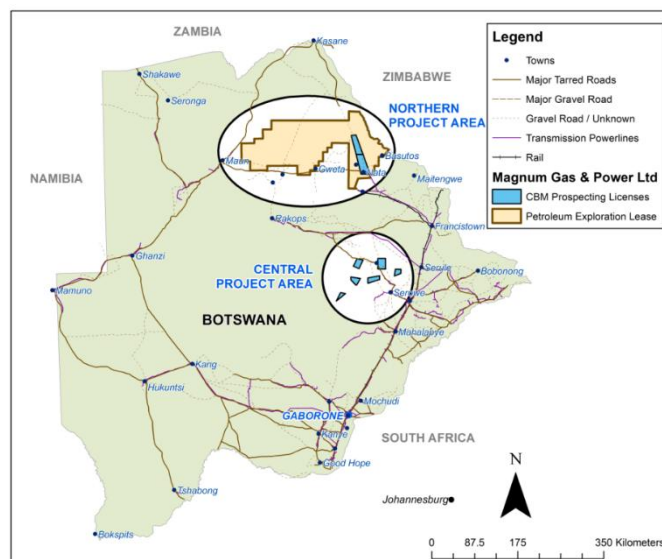 ZAMBIA
Kasane
Shakawe
Seronga
ZIMBABWE
NORTHERN
PROJECT AREA
Maun
Gweta
Nata
Basutos
Maitengwe
NAMIBIA
Rakops
Francistown
Ghanzi
CENTRAL
PROJECT AREA
Serule
Bobonong
Mamuno
Serowe
BOTSWANA
Mahalapye
Kang
Hukuntsi
Mochudi
GABORONE
SOUTH AFRICA
Kanye
Good Hope
Tshabong
Johannesburg
Bokspits
Legend
Towns
Major Tarred Roads
Major Gravel Road
Gravel Road / Unknown
Transmission Powerlines
Rail
Magnum Gas & Power Ltd
CBM Prospecting Licenses
Petroleum Exploration Lease
N
0 87.5 175 350 Kilometers